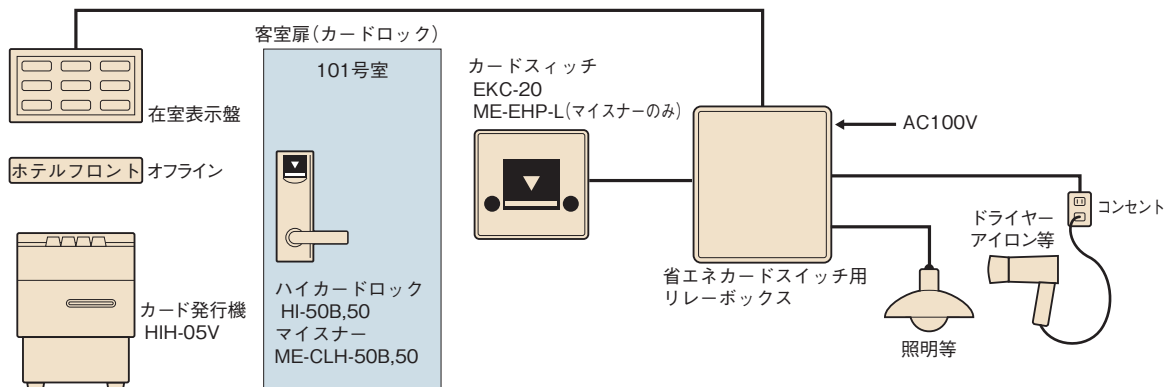 在室表示盤
ホテルフロント オフライン
カード発行機
HIH-05V
客室扉(カードロック)
101号室
ハイカードロック
HI-50B,50
マイスナー
ME-CLH-50B,50
カードスィッチ
EKC-20
ME-EHP-L(マイスナーのみ)
AC100V
省エネカードスイッチ用
リレーボックス
コンセント
ドライヤー
アイロン等
照明等